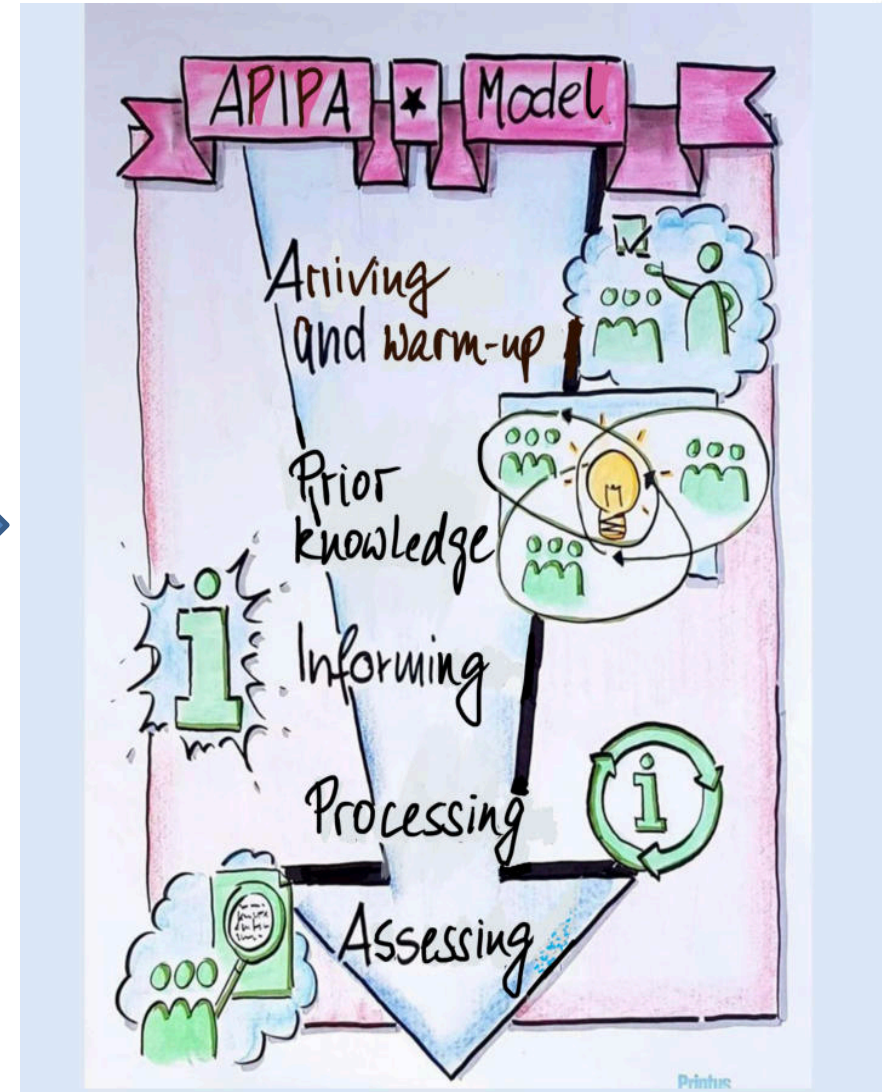 APIPA ★ Model
Arriving
and warm-up
Prior
knowledge
Informing
Processing
Assessing
Printus